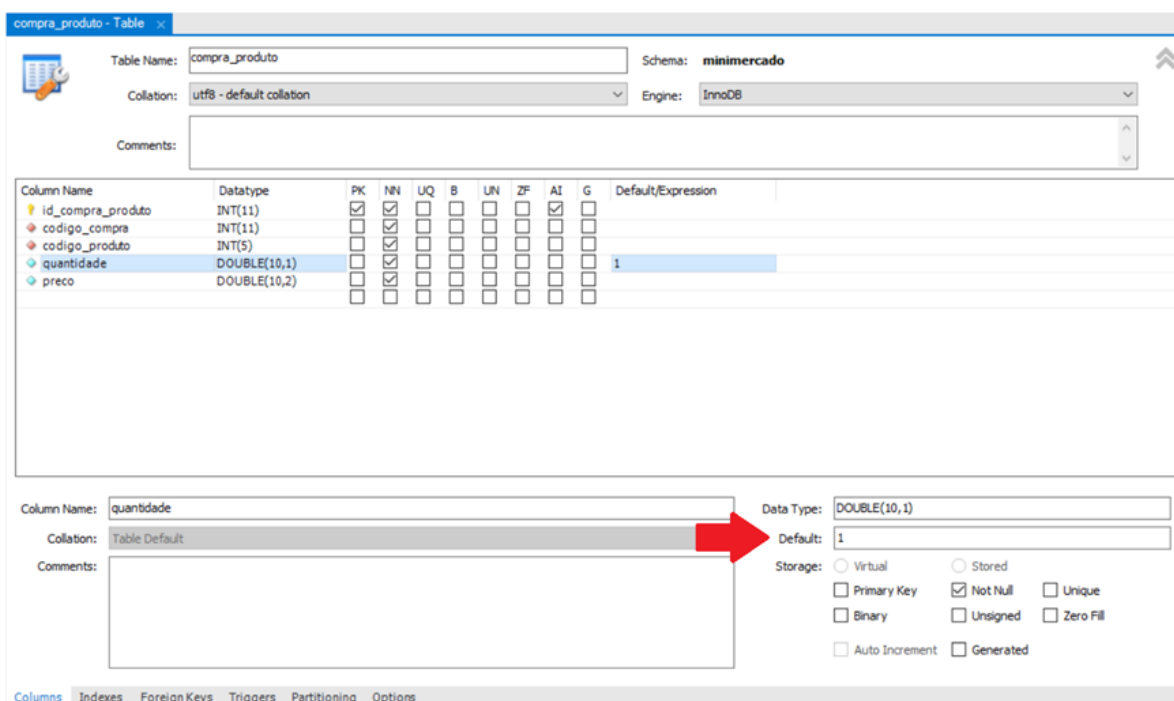 compra_produto - Table ×
Table Name: compra_produto Schema: minimercado
Collation: utf8 - default collation Engine: InnoDB
Comments:
Column Name Datatype PK NN UQ B UN ZF AI G Default/Expression
id_compra_produto INT(11)
codigo_compra INT(11)
codigo_produto INT(5)
quantidade DOUBLE(10,1) 1
preco DOUBLE(10,2)
Column Name: quantidade Data Type: DOUBLE(10,1)
Collation: Table Default Default: 1
Comments: Storage: Virtual Stored
Primary Key Not Null Unique
Binary Unsigned Zero Fill
Auto Increment Generated
Columns Indexes Foreign Keys Triggers Partitioning Options